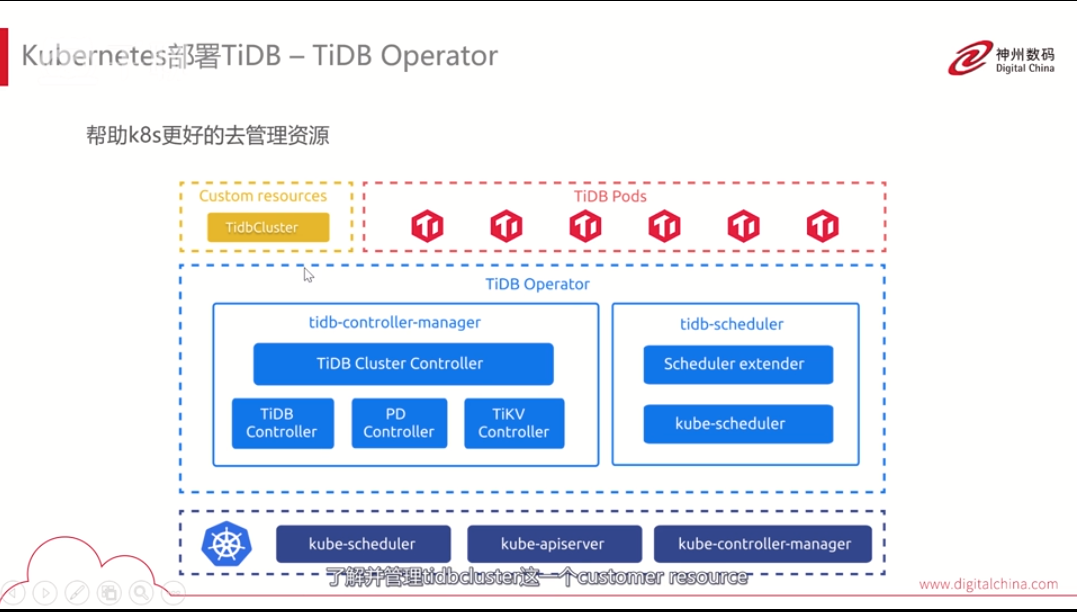 Kubernetes部署TiDB – TiDB Operator
神州数码
Digital China
帮助k8s更好的去管理资源
Custom resources
TidbCluster
TiDB Pods
TiDB Operator
tidb-controller-manager
TiDB Cluster Controller
TiDB
Controller
PD
Controller
TiKV
Controller
tidb-scheduler
Scheduler extender
kube-scheduler
kube-scheduler
kube-apiserver
kube-controller-manager
了解并管理tidbcluster这一个customer resource
www.digitalchina.com